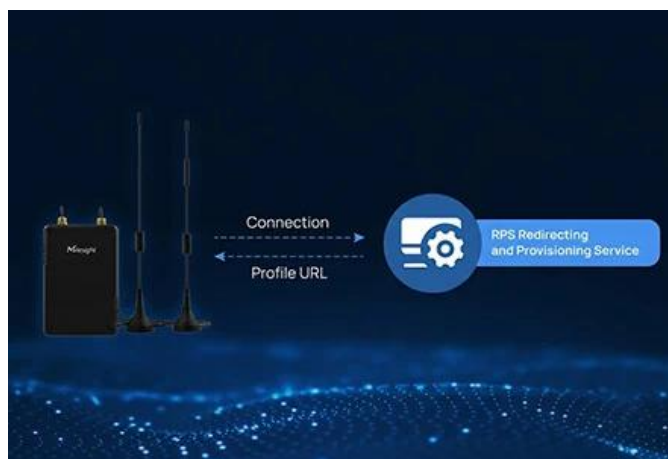 Milesight
Connection
Profile URL
RPS Redirecting
and Provisioning Service